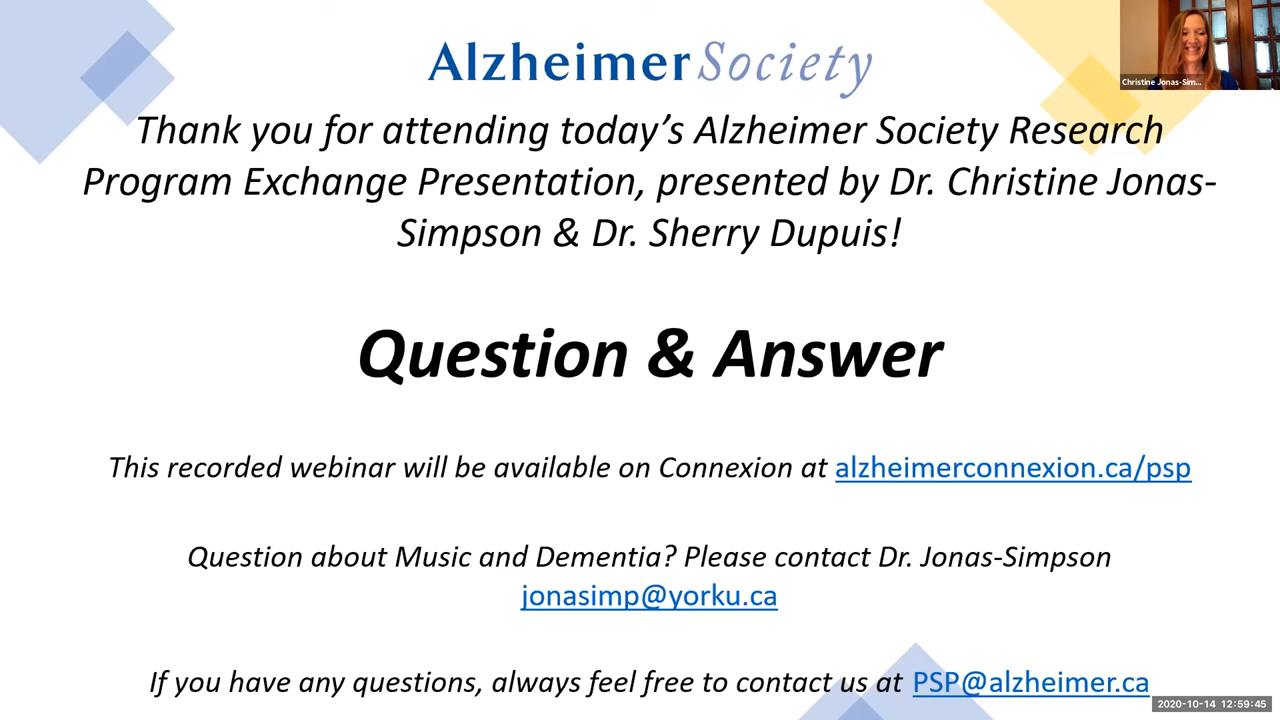 Alzheimer Society
Christine Jonas-Sim...
Thank you for attending today's Alzheimer Society Research
Program Exchange Presentation, presented by Dr. Christine Jonas-
Simpson & Dr. Sherry Dupuis!
Question & Answer
This recorded webinar will be available on Connexion at alzheimerconnexion.ca/psp
Question about Music and Dementia? Please contact Dr. Jonas-Simpson
jonasimp@yorku.ca
If you have any questions, always feel free to contact us at PSP@alzheimer.ca
2020-10-14 12:59:45